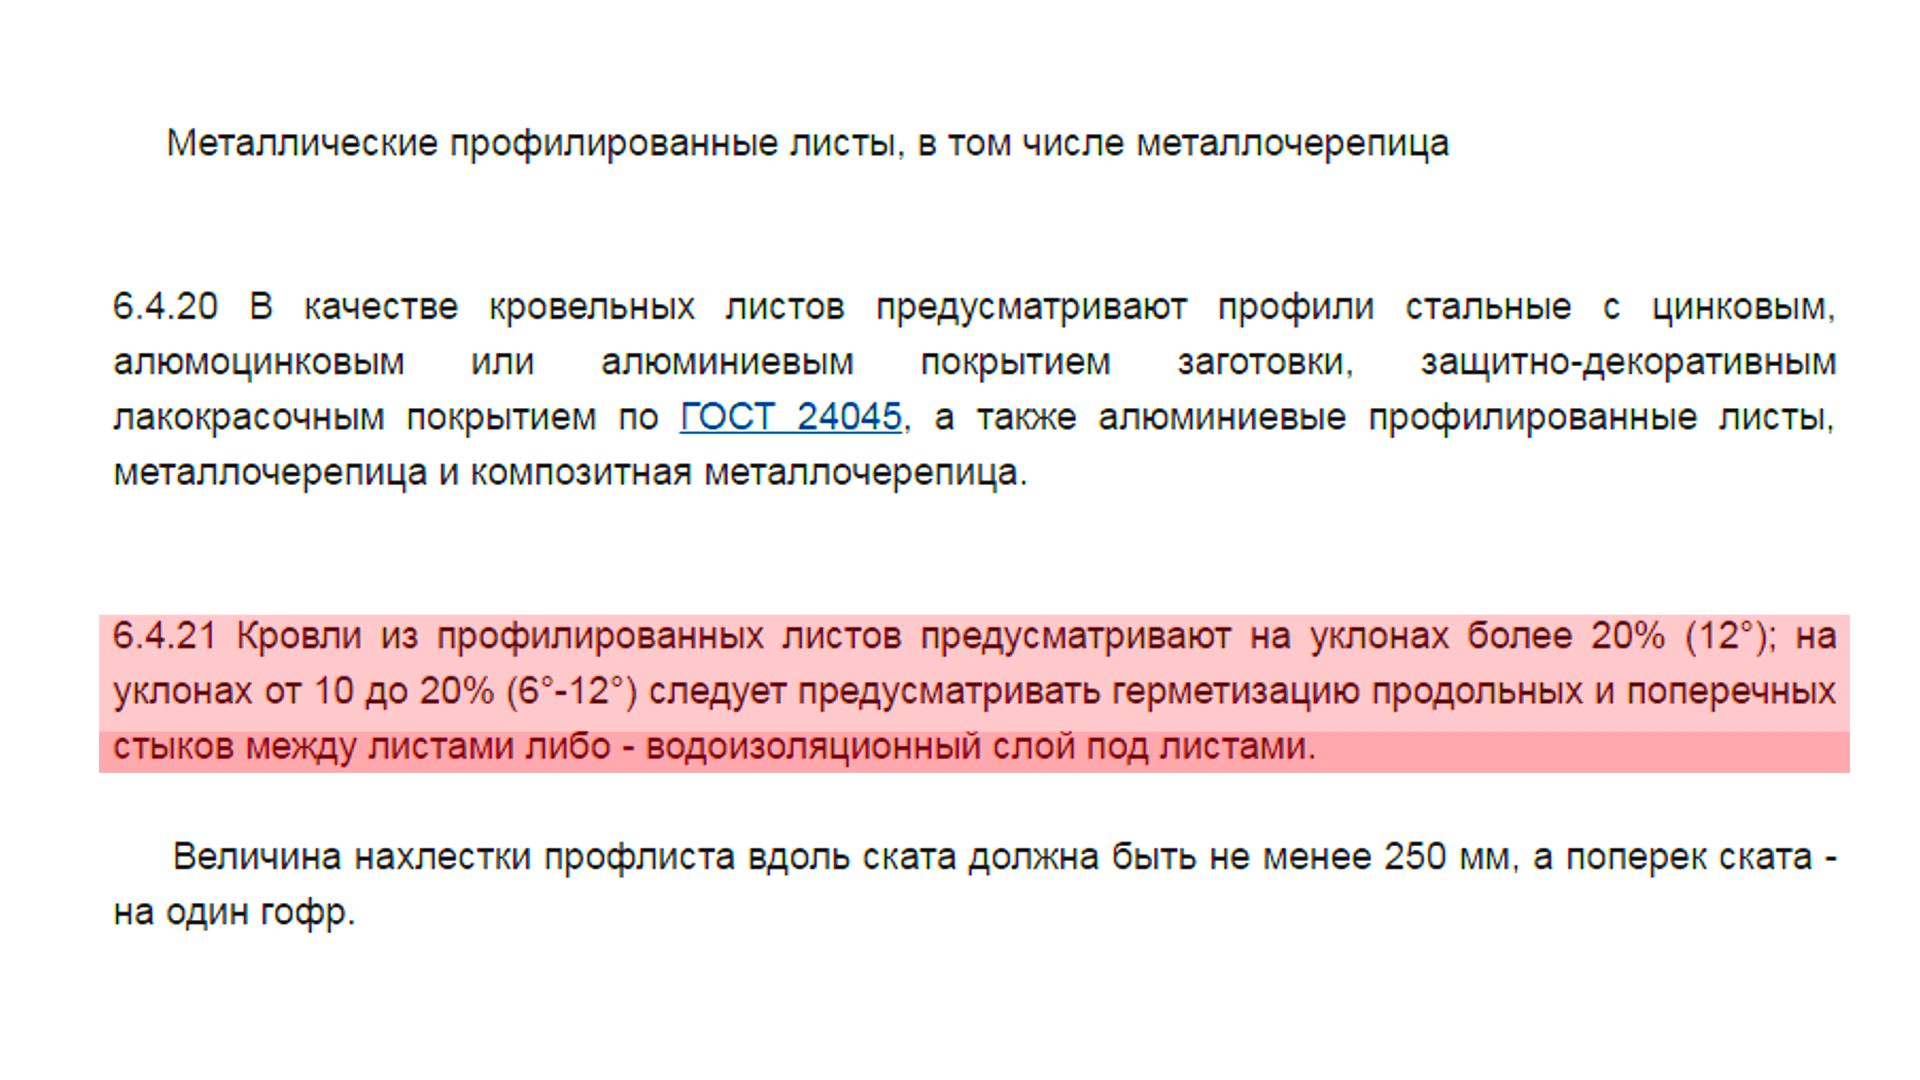 Металлические профилированные листы, в том числе металлочерепица
6.4.20 В качестве кровельных листов предусматривают профили стальные с цинковым,
алюмоцинковым или алюминиевым покрытием заготовки, защитно-декоративным
лакокрасочным покрытием по ГОСТ 24045, а также алюминиевые профилированные листы,
металлочерепица и композитная металлочерепица.
6.4.21 Кровли из профилированных листов предусматривают на уклонах более 20% (12°); на
уклонах от 10 до 20% (6°-12°) следует предусматривать герметизацию продольных и поперечных
стыков между листами либо - водоизоляционный слой под листами.
Величина нахлестки профлиста вдоль ската должна быть не менее 250 мм, а поперек ската -
на один гофр.